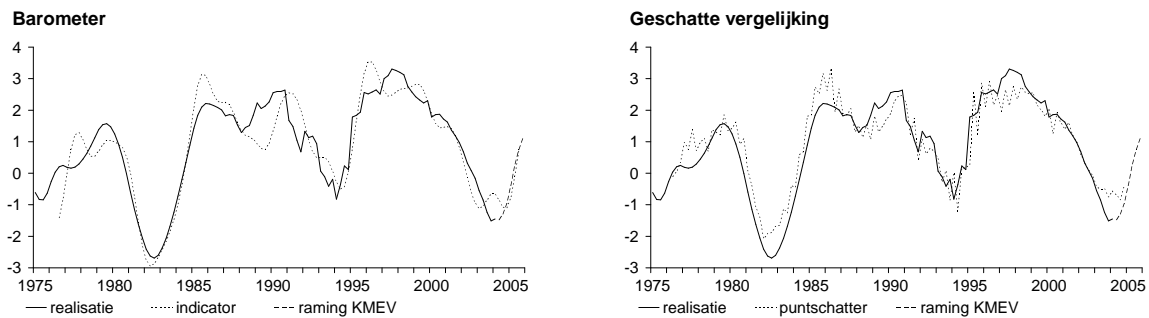 Barometer
4
3
2
1
0
-1
-2
-3
1975 1980 1985 1990 1995 2000 2005
realisatie indicator raming KMEV
Geschatte vergelijking
4
3
2
1
0
-1
-2
-3
1975 1980 1985 1990 1995 2000 2005
realisatie puntschatter raming KMEV